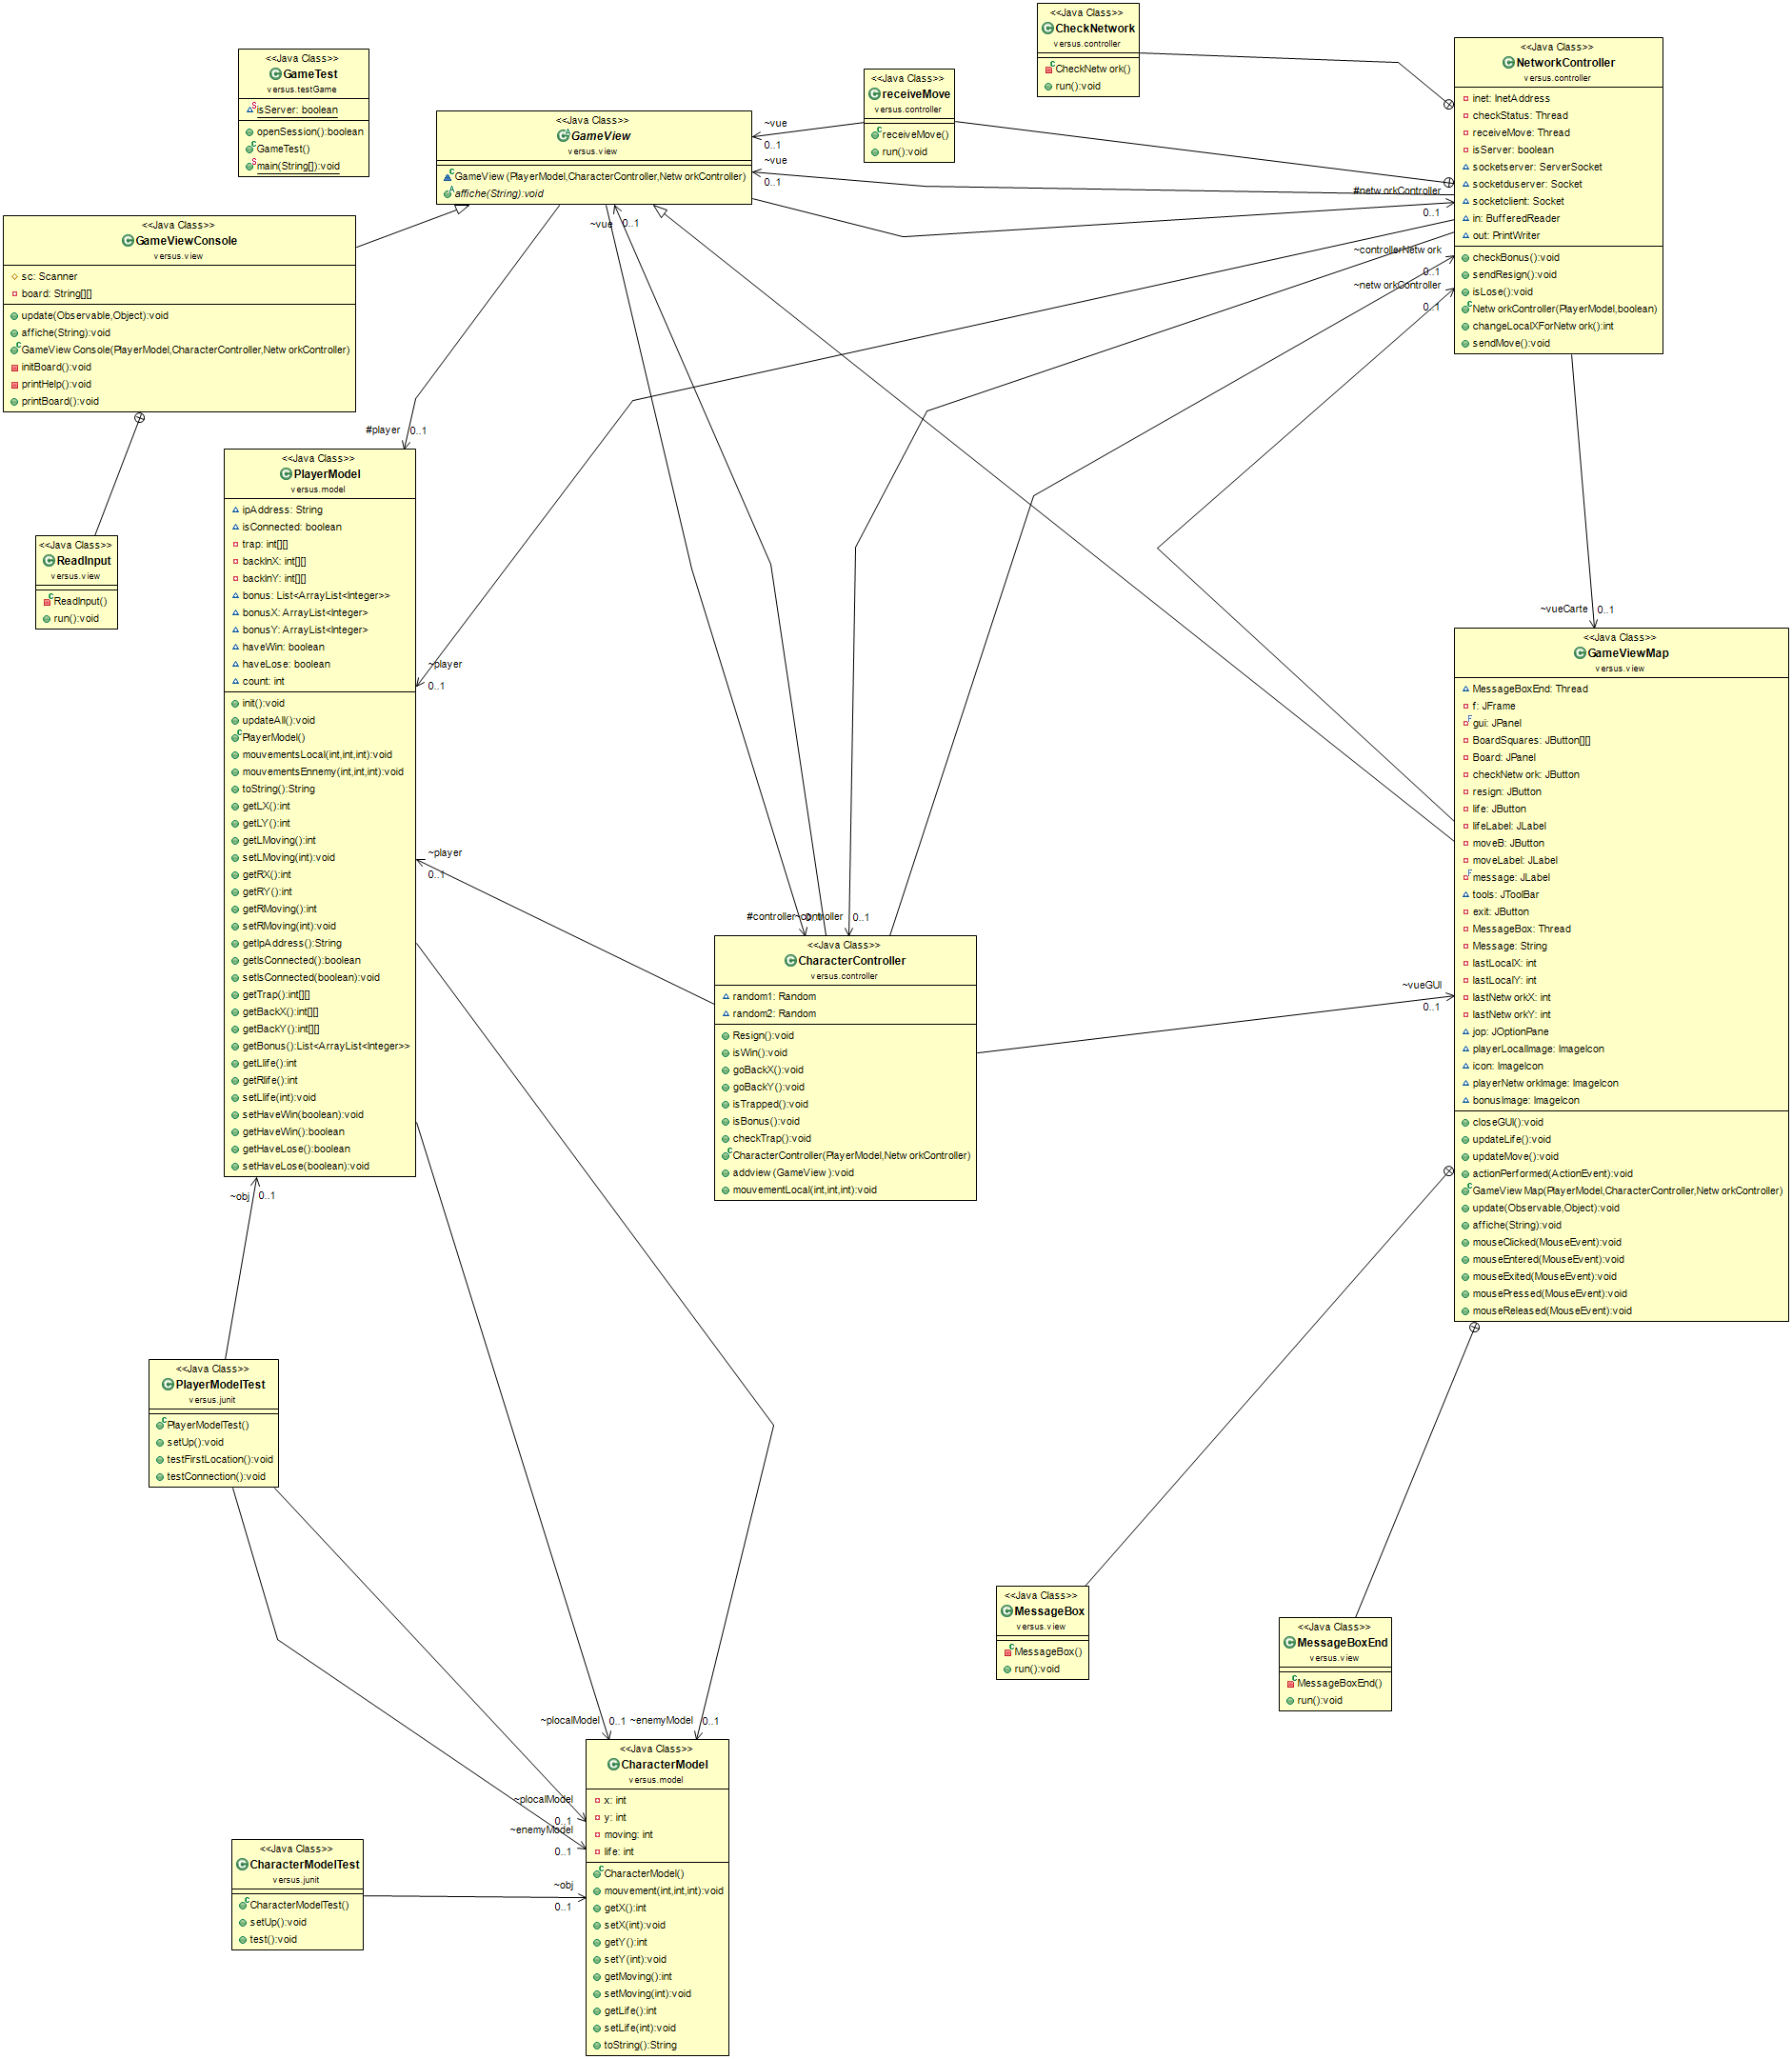 <<Java Class>>
CheckNetwork
versus.controller
CheckNetwork()
run():void
<<Java Class>>
NetworkController
versus.controller
inet: InetAddress
checkStatus: Thread
receiveMove: Thread
isServer: boolean
socketserver: ServerSocket
socketduserver: Socket
socketclient: Socket
in: BufferedReader
out: PrintWriter
checkBonus():void
sendResign():void
isLose():void
NetworkController(PlayerModel,boolean)
changeLocalXForNetwork():int
sendMove():void
<<Java Class>>
GameTest
versus.testGame
isServer: boolean
openSession():boolean
GameTest()
main(String[]):void
<<Java Class>>
receiveMove
versus.controller
receiveMove()
run():void
<<Java Class>>
GameView
versus.view
GameView(PlayerModel,CharacterController,NetworkController)
affiche(String):void
~vue
0..1
~vue
0..1
#networkController
0..1
~controllerNetwork
0..1
~networkController
0..1
~vue
0..1
<<Java Class>>
GameViewConsole
versus.view
sc: Scanner
board: String[][]
update(Observable,Object):void
affiche(String):void
GameViewConsole(PlayerModel,CharacterController,NetworkController)
initBoard():void
printHelp():void
printBoard():void
#player
0..1
<<Java Class>>
PlayerModel
versus.model
ipAddress: String
isConnected: boolean
trap: int[][]
backInX: int[][]
backInY: int[][]
bonus: List<ArrayList<Integer>>
bonusX: ArrayList<Integer>
bonusY: ArrayList<Integer>
haveWin: boolean
haveLose: boolean
count: int
init():void
updateAll():void
PlayerModel()
mouvementsLocal(int,int,int):void
mouvementsEnnemy(int,int,int):void
toString():String
getLX():int
getLY():int
getLMoving():int
setLMoving(int):void
getRX():int
getRY():int
getRMoving():int
setRMoving(int):void
getIpAddress():String
getIsConnected():boolean
setIsConnected(boolean):void
getTrap():int[][]
getBackX():int[][]
getBackY():int[][]
getBonus():List<ArrayList<Integer>>
getLlife():int
getRlife():int
setLlife(int):void
setHaveWin(boolean):void
getHaveWin():boolean
getHaveLose():boolean
setHaveLose(boolean):void
<<Java Class>>
ReadInput
versus.view
ReadInput()
run():void
~vueCarte
0..1
<<Java Class>>
GameViewMap
versus.view
MessageBoxEnd: Thread
f: JFrame
gui: JPanel
BoardSquares: JButton[][]
Board: JPanel
checkNetwork: JButton
resign: JButton
life: JButton
lifeLabel: JLabel
moveB: JButton
moveLabel: JLabel
message: JLabel
tools: JToolBar
exit: JButton
MessageBox: Thread
Message: String
lastLocalX: int
lastLocalY: int
lastNetworkX: int
lastNetworkY: int
jop: JOptionPane
playerLocalImage: ImageIcon
icon: ImageIcon
playerNetworkImage: ImageIcon
bonusImage: ImageIcon
closeGUI():void
updateLife():void
updateMove():void
actionPerformed(ActionEvent):void
GameViewMap(PlayerModel,CharacterController,NetworkController)
update(Observable,Object):void
affiche(String):void
mouseClicked(MouseEvent):void
mouseEntered(MouseEvent):void
mouseExited(MouseEvent):void
mousePressed(MouseEvent):void
mouseReleased(MouseEvent):void
~player
0..1
~player
0..1
#controller
0..1
~controller
0..1
<<Java Class>>
CharacterController
versus.controller
random1: Random
random2: Random
Resign():void
isWin():void
goBackX():void
goBackY():void
isTrapped():void
isBonus():void
checkTrap():void
CharacterController(PlayerModel,NetworkController)
addview(GameView):void
mouvementLocal(int,int,int):void
~vueGUI
0..1
~obj
0..1
<<Java Class>>
PlayerModelTest
versus.junit
PlayerModelTest()
setUp():void
testFirstLocation():void
testConnection():void
<<Java Class>>
MessageBox
versus.view
MessageBox()
run():void
<<Java Class>>
MessageBoxEnd
versus.view
MessageBoxEnd()
run():void
~plocalModel
0..1
~enemyModel
0..1
<<Java Class>>
CharacterModel
versus.model
x: int
y: int
moving: int
life: int
CharacterModel()
mouvement(int,int,int):void
getX():int
setX(int):void
getY():int
setY(int):void
getMoving():int
setMoving(int):void
getLife():int
setLife(int):void
toString():String
~plocalModel
0..1
~enemyModel
0..1
~obj
0..1
<<Java Class>>
CharacterModelTest
versus.junit
CharacterModelTest()
setUp():void
test():void